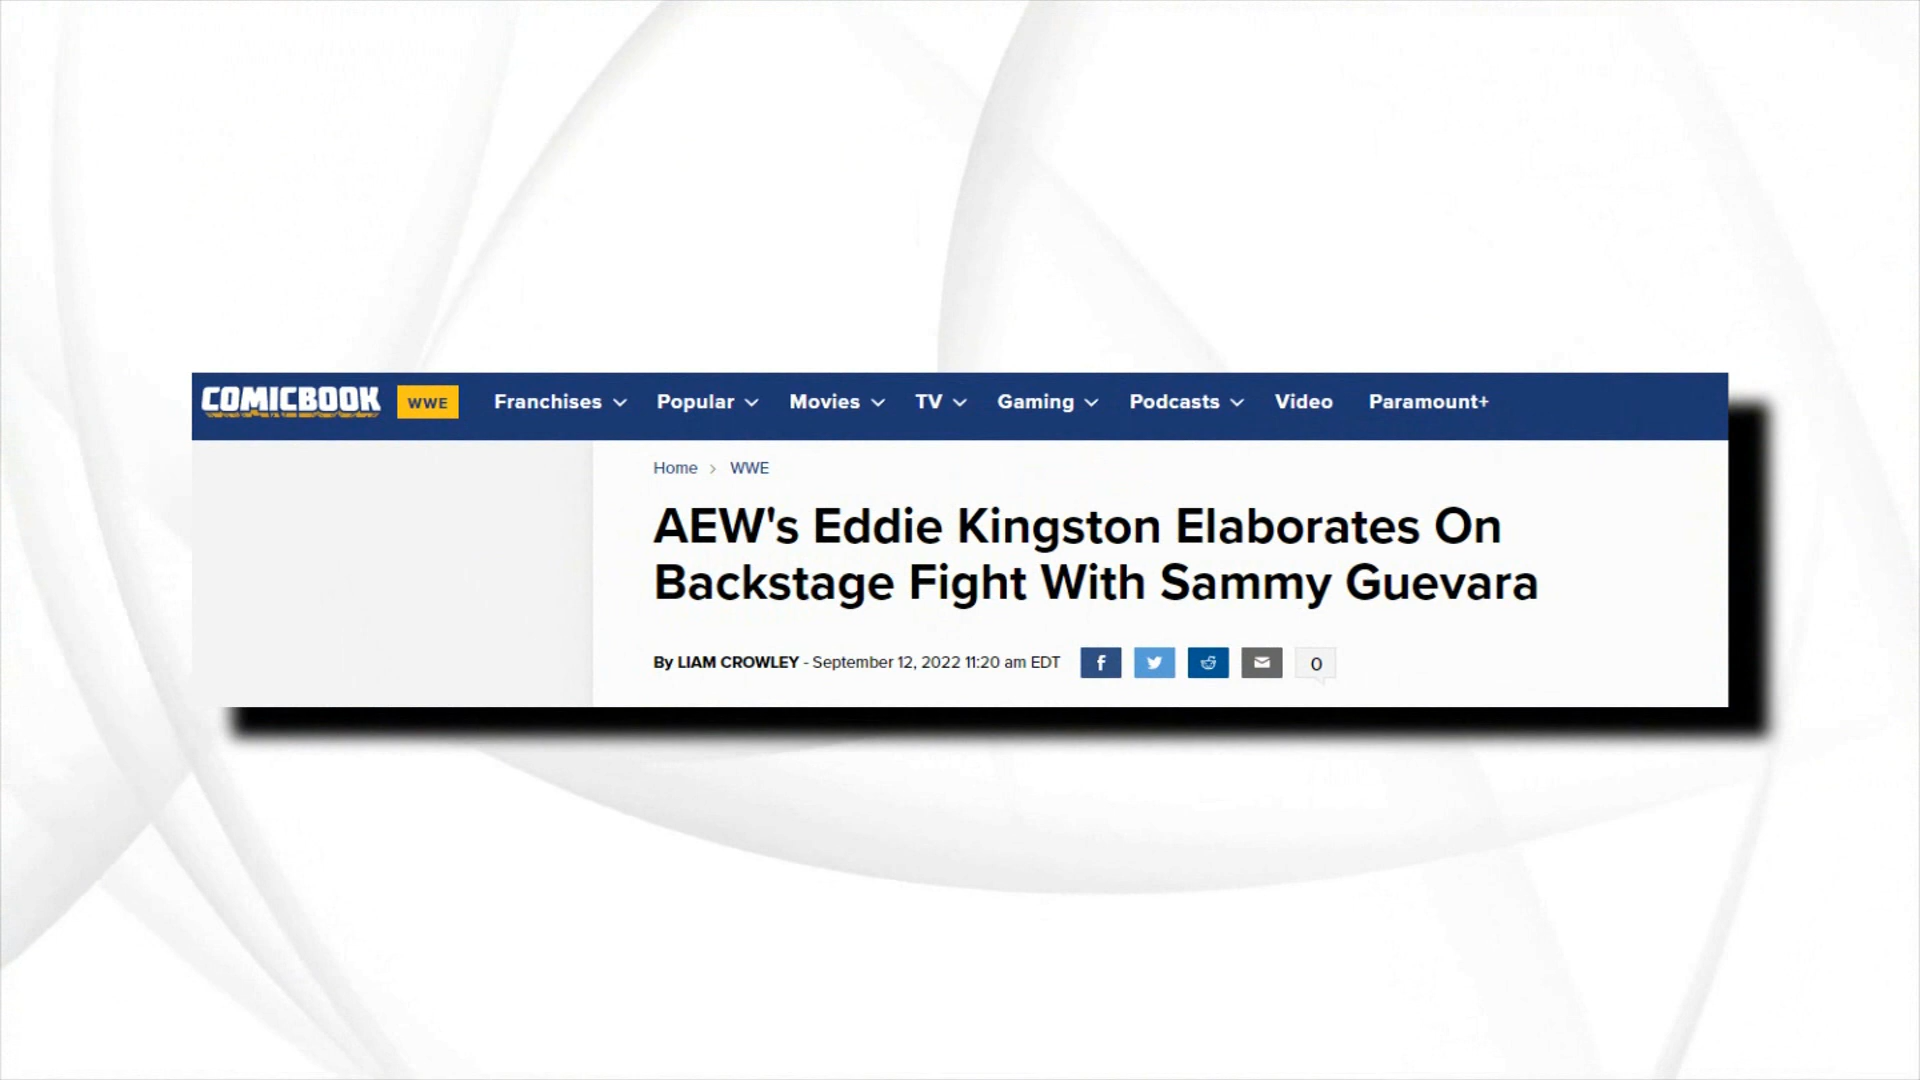 COMICBOOK WWE Franchises Popular Movies TV Gaming Podcasts Video Paramount+
Home > WWE
AEW's Eddie Kingston Elaborates On
Backstage Fight With Sammy Guevara
By LIAM CROWLEY - September 12, 2022 11:20 am EDT f 0